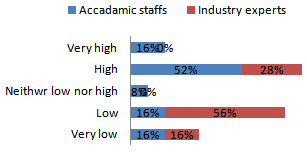 Accadamic staffs Industry experts
Very high 16% 0%
High 52% 28%
Neithwr low nor high 8%
Low 16% 56%
Very low 16% 16%